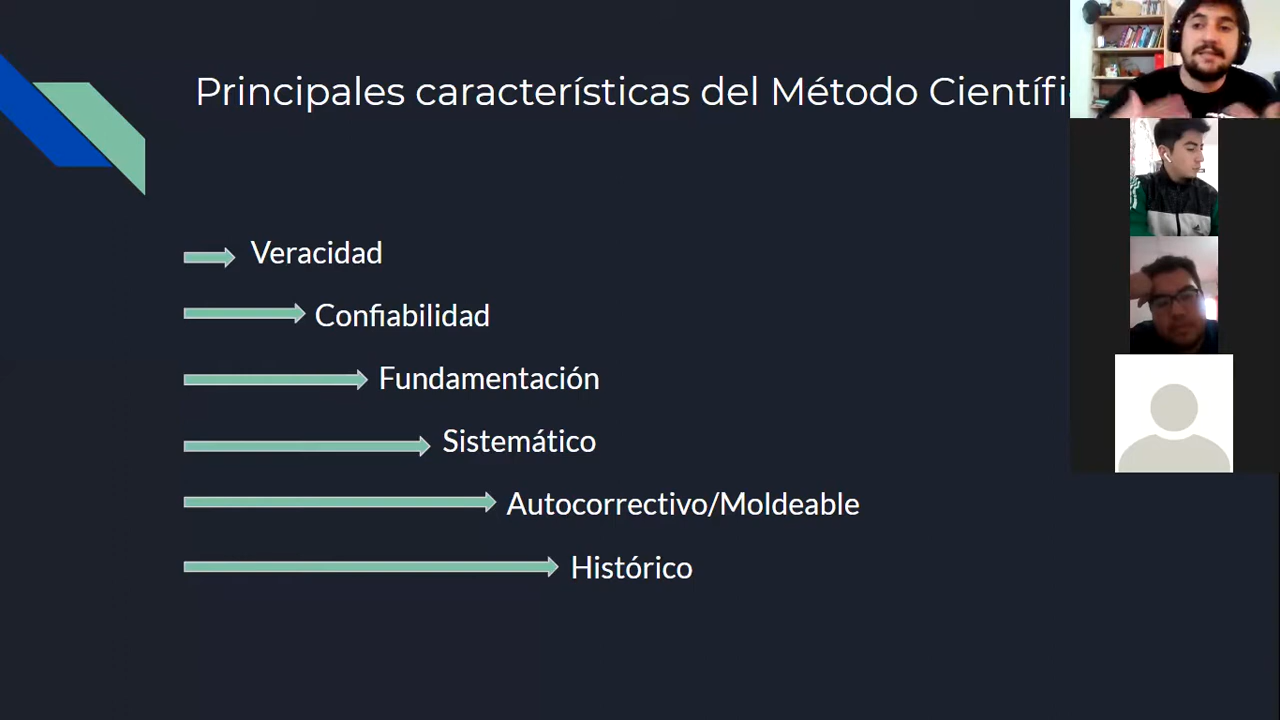 Principales características del Método Científi
Veracidad
Confiabilidad
Fundamentación
Sistemático
Autocorrectivo/Moldeable
Histórico